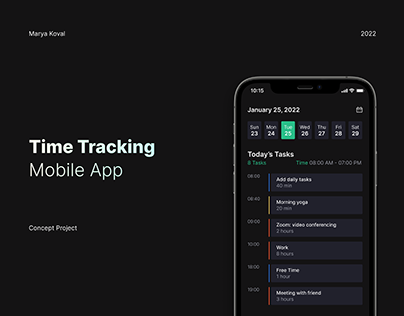 Marya Koval
2022
Time Tracking
Mobile App
Concept Project
10:15
January 25, 2022
Sun Mon Tue Wed Thu Fri Sat
23 24 25 26 27 28 29
Today's Tasks
8 Tasks Time 08:00 AM - 07:00 PM
08:00 Add daily tasks
40 min
08:40 Morning yoga
20 min
09:00 Zoom: video conferencing
2 hours
10:00 Work
8 hours
18:00 Free Time
1 hour
19:00 Meeting with friend
3 hours